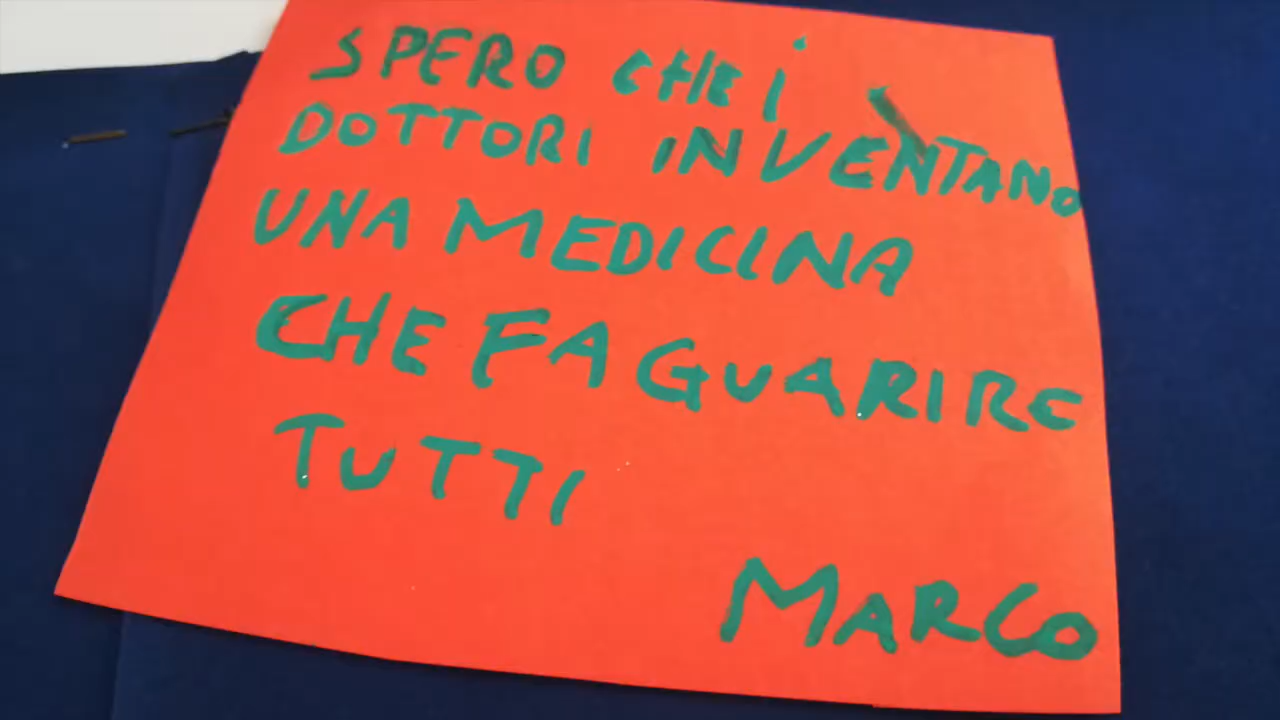 SPERO CHE I
DOTTORI INVENTANO
UNA MEDICINA
CHE FA GUARIRE
TUTTI
MARCO